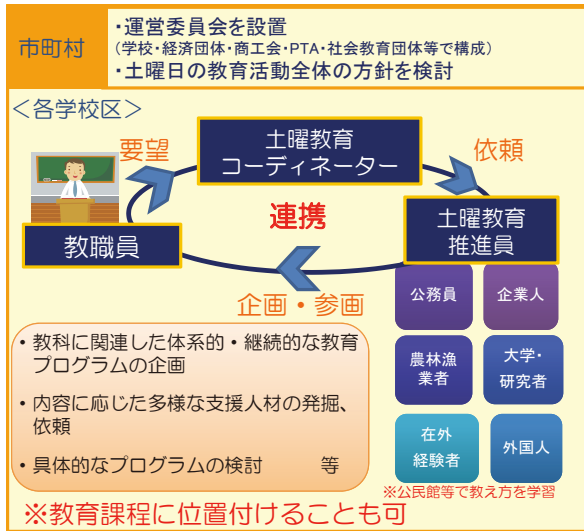 市町村
・運営委員会を設置
(学校・経済団体・商工会・PTA・社会教育団体等で構成)
・土曜日の教育活動全体の方針を検討
＜各学校区＞
要望
土曜教育
コーディネーター
依頼
連携
教職員
土曜教育
推進員
企画・参画
公務員
企業人
農林漁
業者
大学・
研究者
在外
経験者
外国人
・教科に関連した体系的・継続的な教育
プログラムの企画
・内容に応じた多様な支援人材の発掘、
依頼
・具体的なプログラムの検討　　等
※公民館等で教え方を学習
※教育課程に位置付けることも可